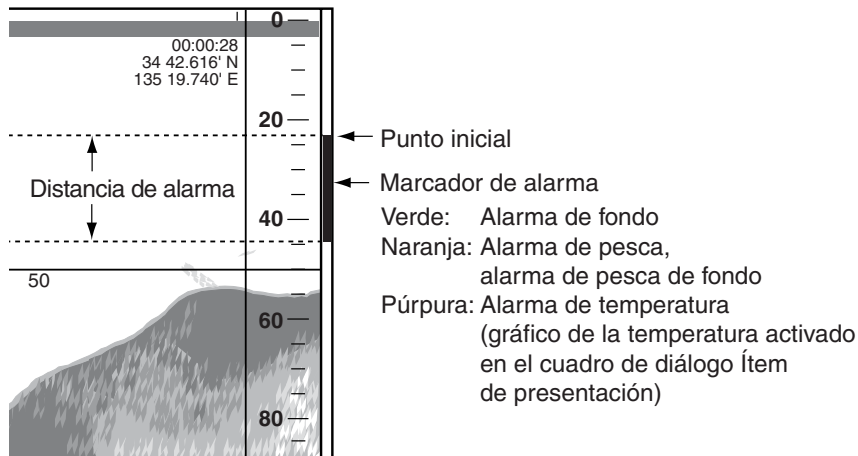 0
00:00:28
34 42.616' N
135 19.740' E
20
Punto inicial
Distancia de alarma
Marcador de alarma
40
Verde: Alarma de fondo
Naranja: Alarma de pesca,
alarma de pesca de fondo
50
Púrpura: Alarma de temperatura
60
(gráfico de la temperatura activado
en el cuadro de diálogo Ítem
de presentación)
80